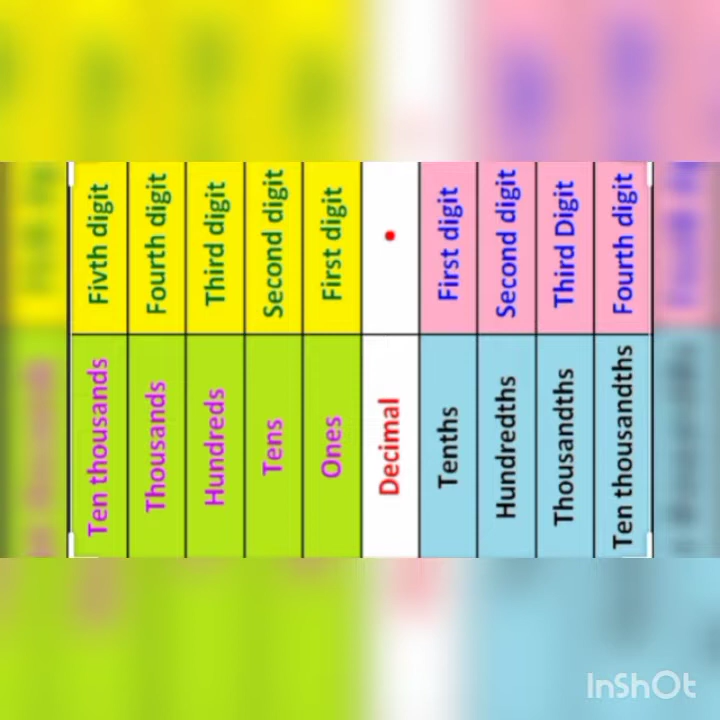 Fivth digit
Fourth digit
Third digit
Second digit
First digit
.
First digit
Second digit
Third Digit
Fourth digit
Ten thousands
Thousands
Hundreds
Tens
Ones
Decimal
Tenths
Hundredths
Thousandths
Ten thousandths
InShOt